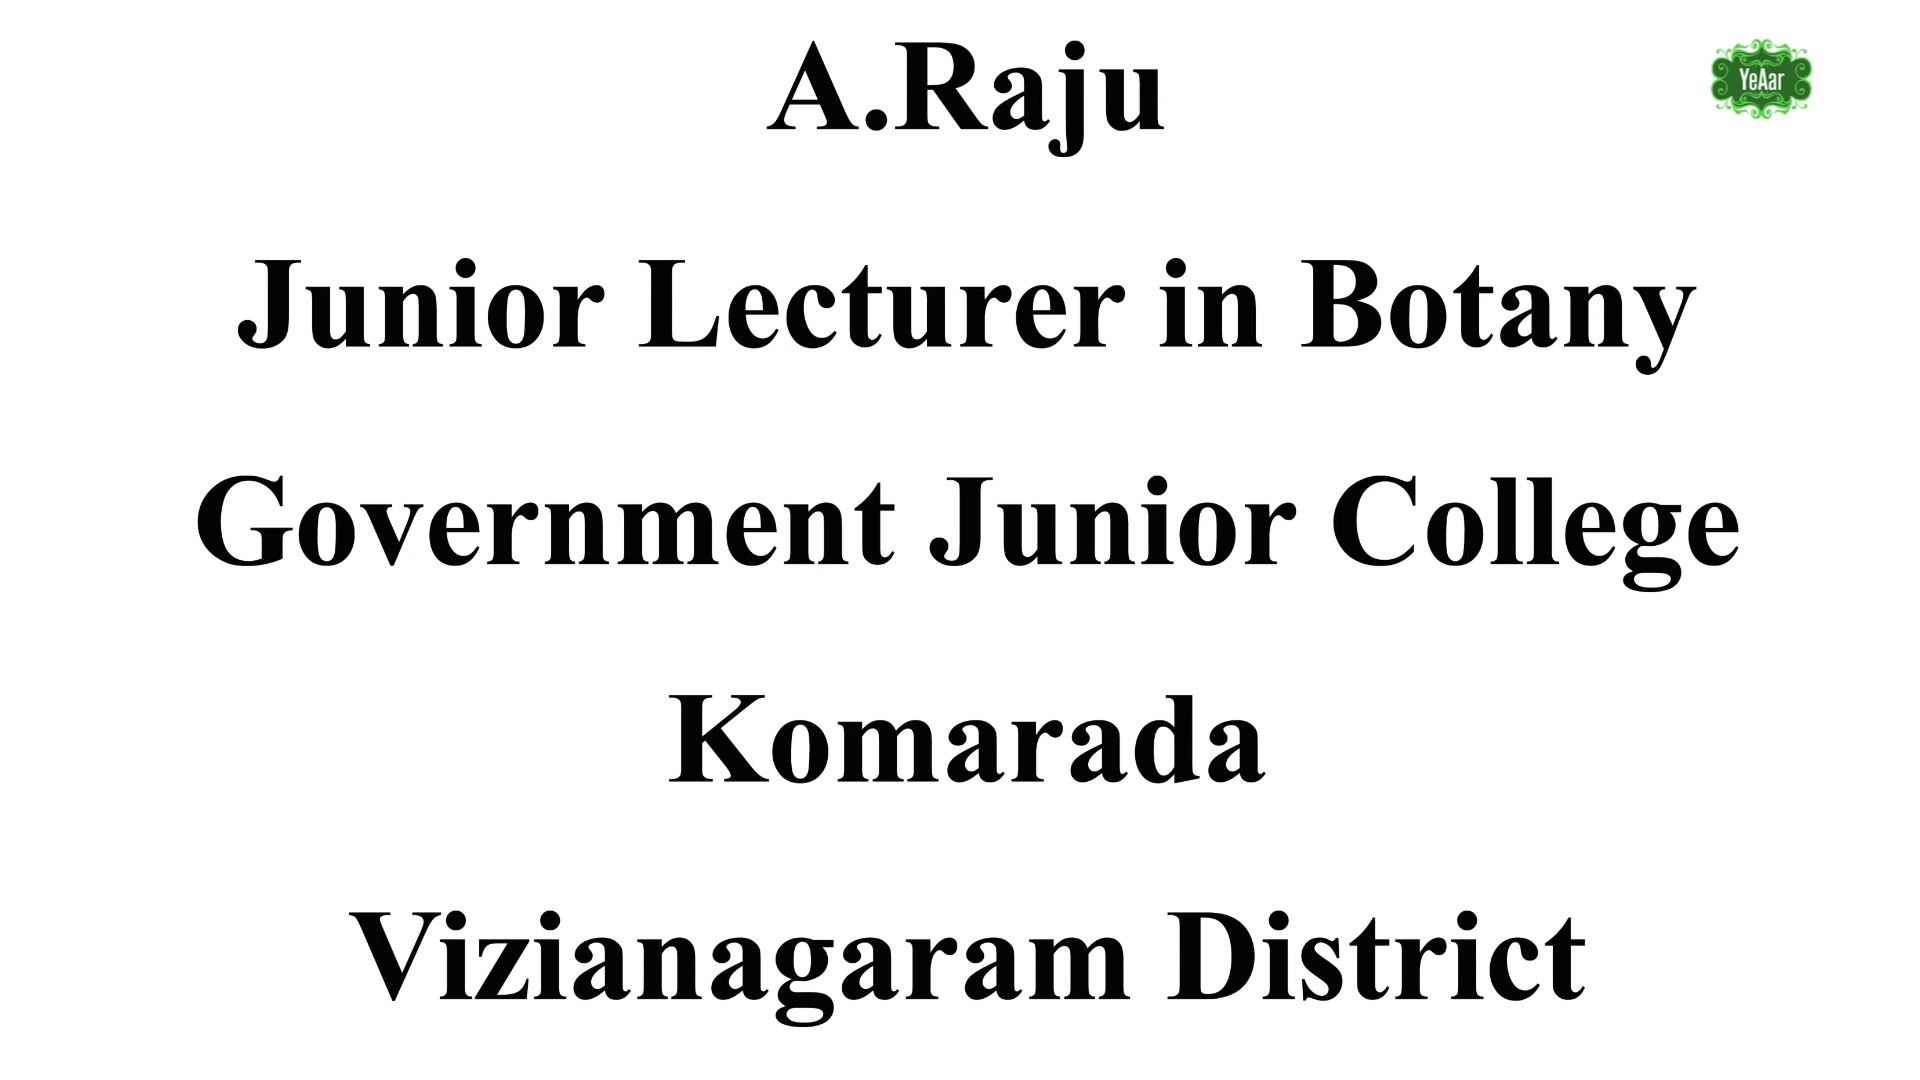 A.Raju
YeAar
Junior Lecturer in Botany
Government Junior College
Komarada
Vizianagaram District